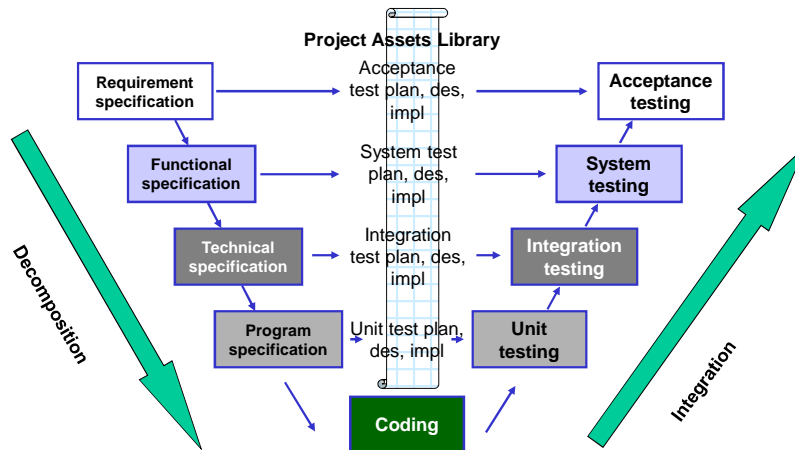 Project Assets Library
Requirement
specification
Acceptance
test plan, des,
impl
Acceptance
testing
Functional
specification
System test
plan, des,
impl
System
testing
Technical
specification
Integration
test plan, des,
impl
Integration
testing
Program
specification
Unit test plan,
des, impl
Unit
testing
Coding
Decomposition
Integration